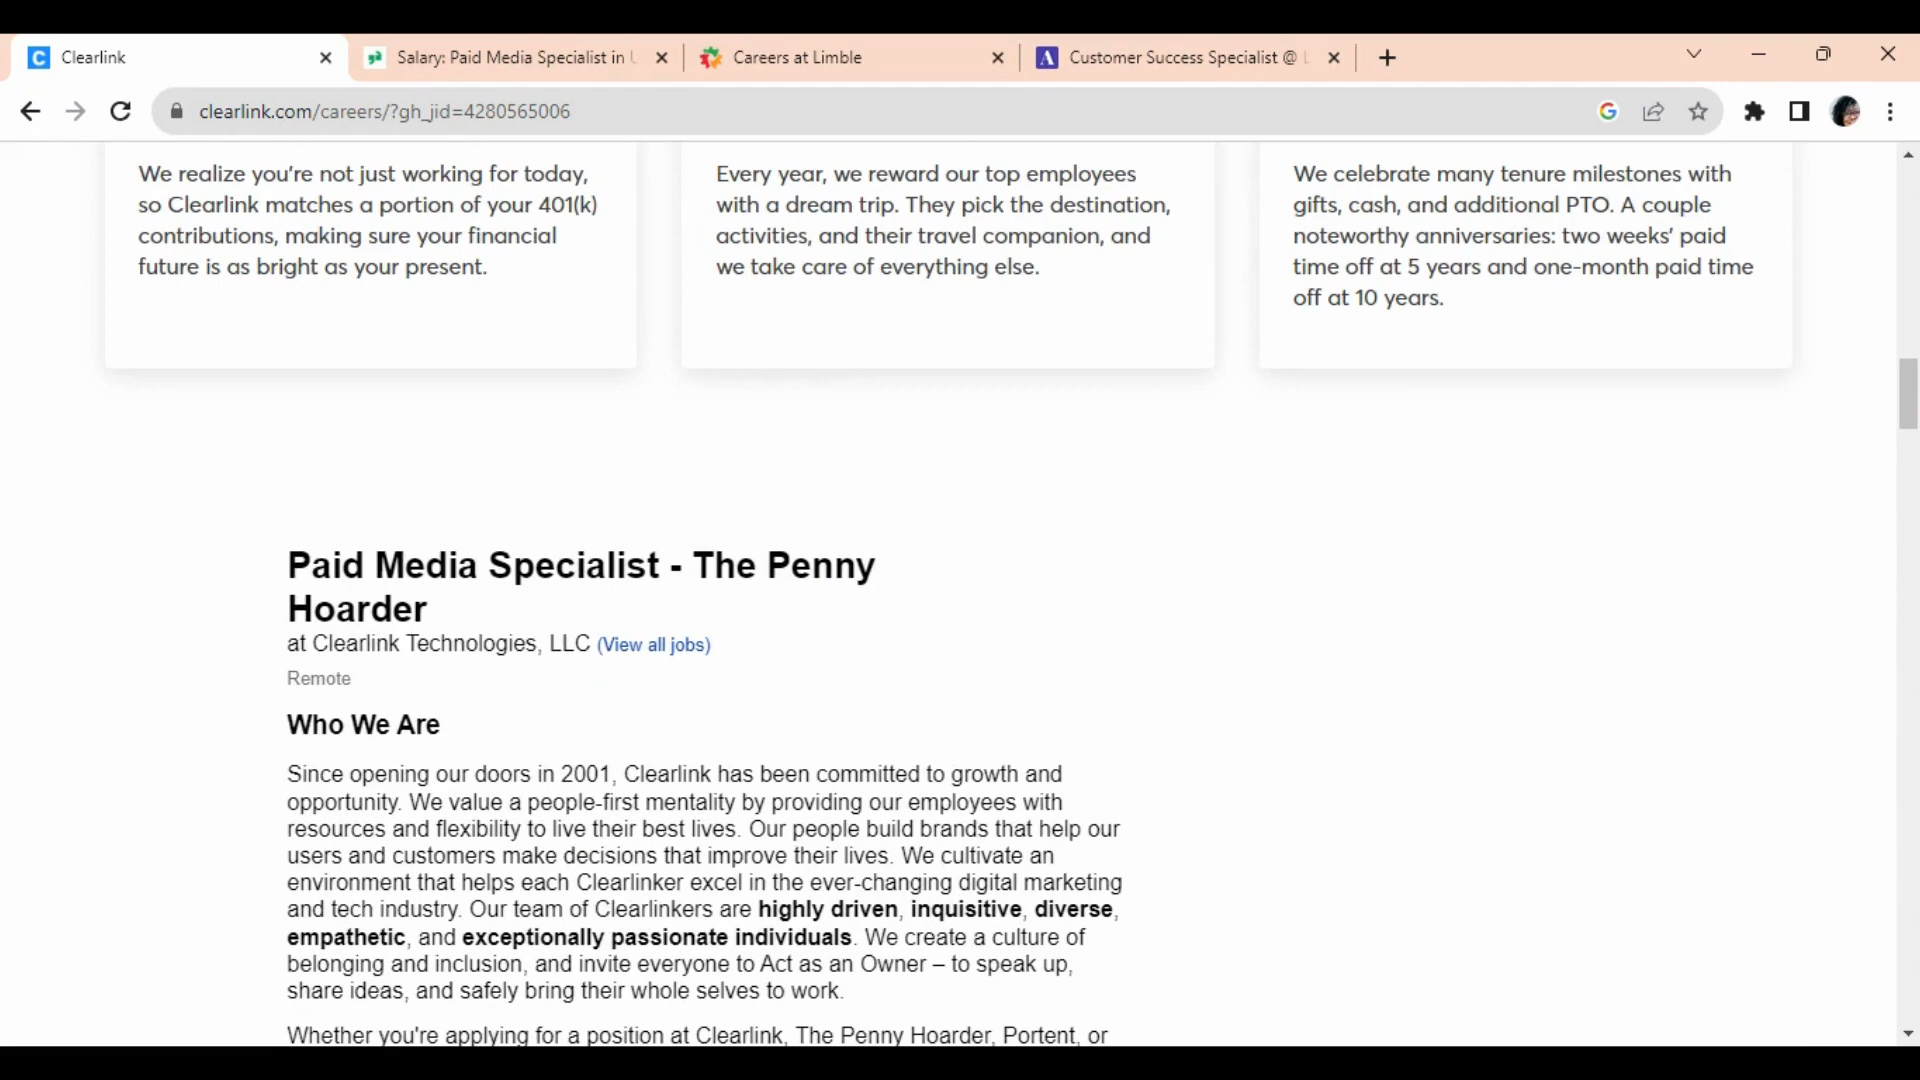 Clearlink
Salary: Paid Media Specialist in
Careers at Limble
Customer Success Specialist @
clearlink.com/careers/?gh_jid=4280565006
We realize you're not just working for today,
so Clearlink matches a portion of your 401(k)
contributions, making sure your financial
future is as bright as your present.
Every year, we reward our top employees
with a dream trip. They pick the destination,
activities, and their travel companion, and
we take care of everything else.
We celebrate many tenure milestones with
gifts, cash, and additional PTO. A couple
noteworthy anniversaries: two weeks' paid
time off at 5 years and one-month paid time
off at 10 years.
Paid Media Specialist - The Penny
Hoarder
at Clearlink Technologies, LLC (View all jobs)
Remote
Who We Are
Since opening our doors in 2001, Clearlink has been committed to growth and
opportunity. We value a people-first mentality by providing our employees with
resources and flexibility to live their best lives. Our people build brands that help our
users and customers make decisions that improve their lives. We cultivate an
environment that helps each Clearlinker excel in the ever-changing digital marketing
and tech industry. Our team of Clearlinkers are highly driven, inquisitive, diverse,
empathetic, and exceptionally passionate individuals. We create a culture of
belonging and inclusion, and invite everyone to Act as an Owner – to speak up,
share ideas, and safely bring their whole selves to work.
Whether you're applying for a position at Clearlink, The Penny Hoarder, Portent, or